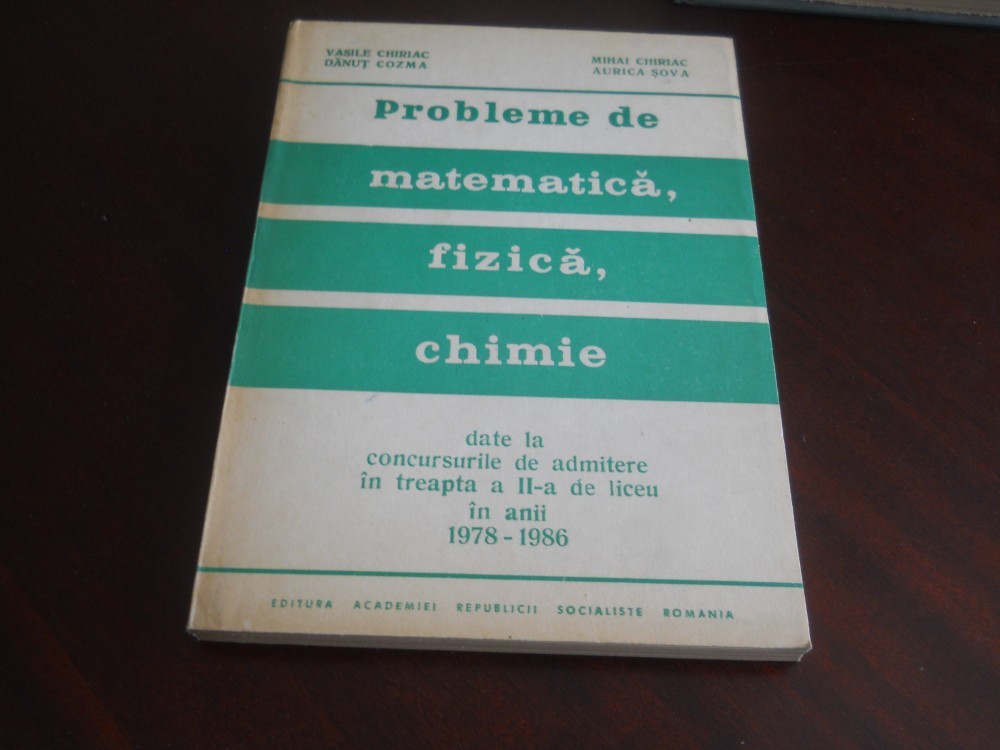 VASILE CHIRIAC
DĂNUȚ COZMA
MIHAI CHIRIAC
AURICA ȘOVA
Probleme de
matematică,
fizică,
chimie
date la
concursurile de admitere
în treapta a II-a de liceu
în anii
1978 - 1986
EDITURA ACADEMIEI REPUBLICII SOCIALISTE ROMANIA